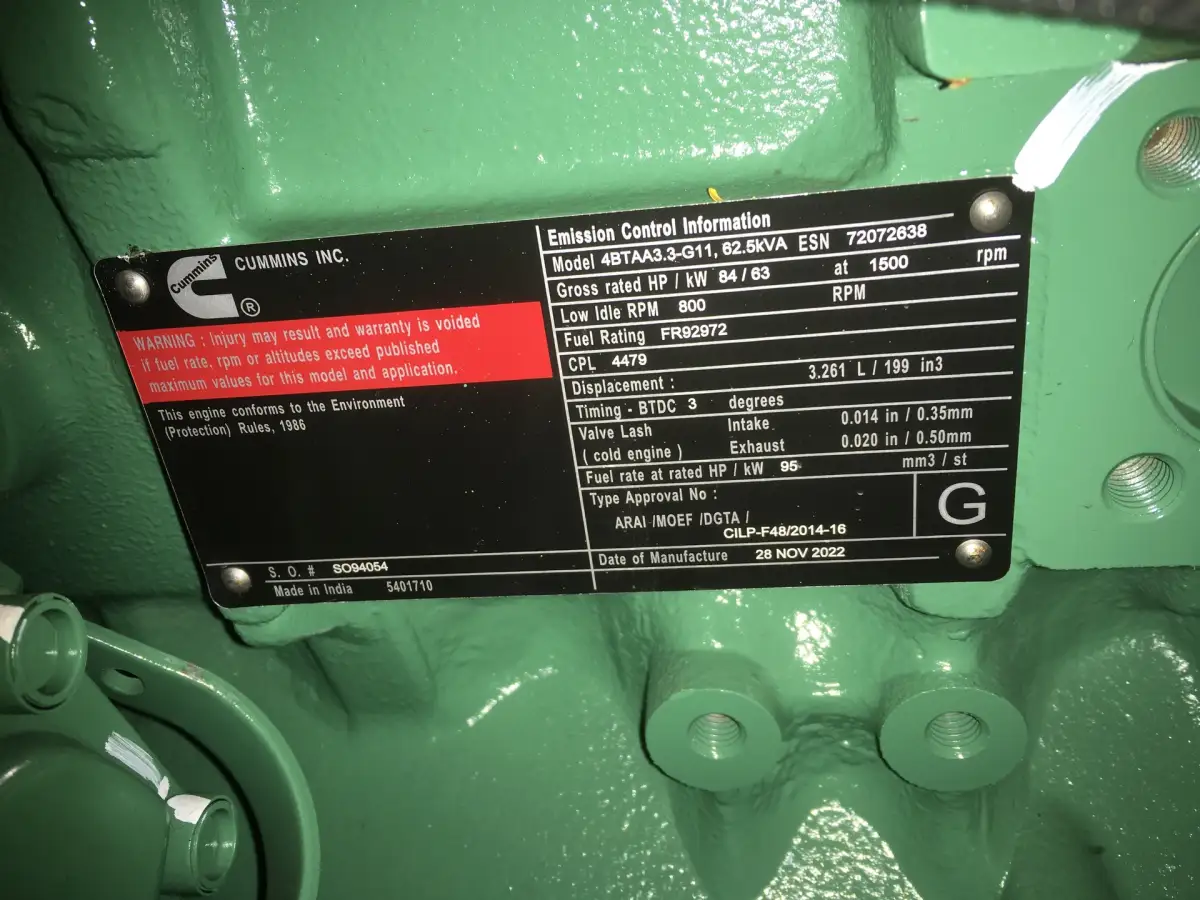 Cummins
®
CUMMINS INC.
WARNING : Injury may result and warranty is voided
if fuel rate, rpm or altitudes exceed published
maximum values for this model and application.
This engine conforms to the Environment
(Protection) Rules, 1986
S. O. # SO94054
Made in India 5401710
Emission Control Information
Model 4BTAA3.3-G11, 62.5kVA ESN 72072638
Gross rated HP / kW 84 / 63 at 1500 rpm
Low Idle RPM 800 RPM
Fuel Rating FR92972
CPL 4479
Displacement : 3.261 L / 199 in3
Timing - BTDC 3 degrees
Valve Lash Intake 0.014 in / 0.35mm
( cold engine ) Exhaust 0.020 in / 0.50mm
Fuel rate at rated HP / kW 95 mm3 / st
Type Approval No :
ARAI /MOEF /DGTA /
CILP-F48/2014-16
G
Date of Manufacture 28 NOV 2022